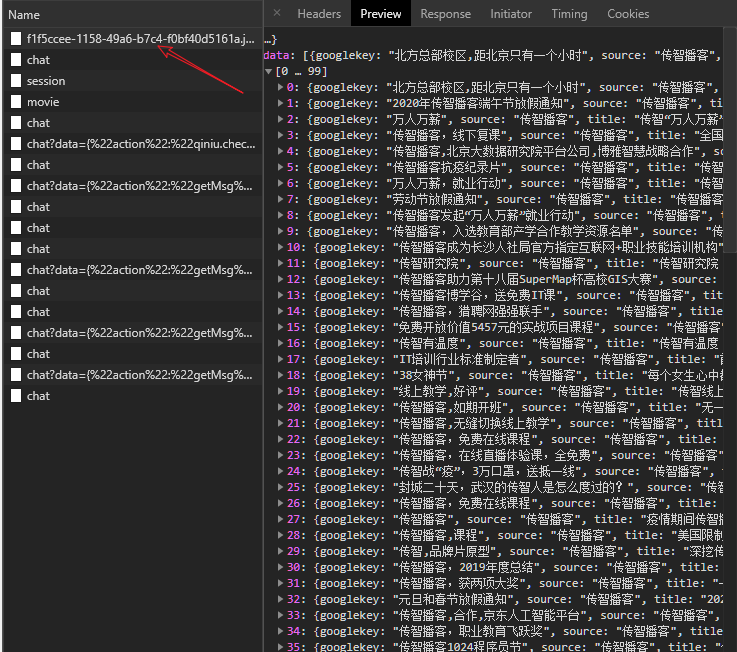 Name
f1f5ccee-1158-49a6-b7c4-f0bf40d5161a.j...
chat
session
movie
chat
chat?data={%22action%22:%22qiniu.chec...
chat
chat?data={%22action%22:%22getMsg%...
chat
chat
chat
chat?data={%22action%22:%22getMsg%...
chat
chat
chat?data={%22action%22:%22getMsg%...
chat
chat?data={%22action%22:%22getMsg%...
chat
× Headers Preview Response Initiator Timing Cookies
…}
data: [{googlekey: "北方总部校区,距北京只有一个小时", source: "传智播客",
▼[0 … 99]
▶0: {googlekey: "北方总部校区,距北京只有一个小时", source: "传智播客",
▶1: {googlekey: "2020年传智播客端午节放假通知", source: "传智播客", ti
▶2: {googlekey: "万人万薪", source: "传智播客", title: "传智“万人万薪”
▶3: {googlekey: "传智播客，线下复课", source: "传智播客", title: "全国
▶4: {googlekey: "传智播客,北京大数据研究院平台公司,博雅智慧战略合作", so
▶5: {googlekey: "传智播客抗疫纪录片", source: "传智播客", title: "传智
▶6: {googlekey: "万人万薪，就业行动", source: "传智播客", title: "传智
▶7: {googlekey: "劳动节放假通知", source: "传智播客", title: "传智播客
▶8: {googlekey: "传智播客发起“万人万薪”就业行动", source: "传智播客",
▶9: {googlekey: "传智播客，入选教育部产学合作教学资源名单", source: "传
▶10: {googlekey: "传智播客成为长沙人社局官方指定互联网+职业技能培训机构"
▶11: {googlekey: "传智研究院", source: "传智播客", title: "传智研究院
▶12: {googlekey: "传智播客助力第十八届SuperMap杯高校GIS大赛", source:
▶13: {googlekey: "传智播客博学谷，送免费IT课", source: "传智播客",
▶14: {googlekey: "传智播客，猎聘网强强联手", source: "传智播客",
▶15: {googlekey: "免费开放价值5457元的实战项目课程", source: "传智播客"
▶16: {googlekey: "传智有温度", source: "传智播客", title: "传智有温度
▶17: {googlekey: "IT培训行业标准制定者", source: "传智播客", title:
▶18: {googlekey: "38女神节", source: "传智播客", title: "每个女生心中都
▶19: {googlekey: "线上教学,好评", source: "传智播客", title: "传智线上
▶20: {googlekey: "传智播客,如期开班", source: "传智播客", title: "无一
▶21: {googlekey: "传智播客,无缝切换线上教学", source: "传智播客", tit
▶22: {googlekey: "传智播客，免费在线课程", source: "传智播客", title:
▶23: {googlekey: "传智播客，在线直播体验课，全免费", source: "传智播客",
▶24: {googlekey: "传智战“疫”，3万口罩，送抵一线", source: "传智播客",
▶25: {googlekey: "封城二十天，武汉的传智人是怎么度过的？", source: "传智
▶26: {googlekey: "传智播客，免费在线课程", source: "传智播客", title:
▶27: {googlekey: "传智播客", source: "传智播客", title: "疫情期间传智播
▶28: {googlekey: "传智播客,课程", source: "传智播客", title: "美国限制
▶29: {googlekey: "传智,品牌片原型", source: "传智播客", title: "深挖传
▶30: {googlekey: "传智播客，2019年度总结", source: "传智播客", title:
▶31: {googlekey: "传智播客，获两项大奖", source: "传智播客", title: "一
▶32: {googlekey: "元旦和春节放假通知", source: "传智播客", title: "202
▶33: {googlekey: "传智播客,合作,京东人工智能平台", source: "传智播客",
▶34: {googlekey: "传智播客，职业教育飞跃奖", source: "传智播客", title:
▶35: {googlekey: "传智播客1024程序员节", source: "传智播客", title: